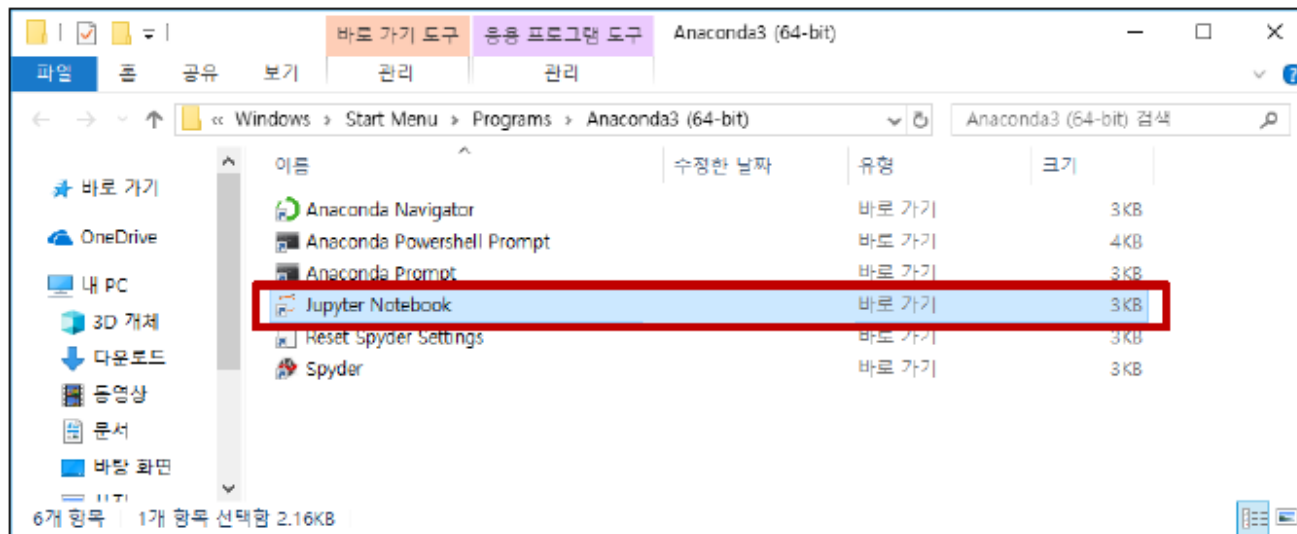 바로 가기 도구 응용 프로그램 도구 Anaconda3 (64-bit)
파일 홈 공유 보기 관리 관리
« Windows › Start Menu › Programs › Anaconda3 (64-bit) Anaconda3 (64-bit) 검색
이름 수정한 날짜 유형 크기
바로 가기
OneDrive
내 PC
3D 개체
다운로드
동영상
문서
바탕 화면
Anaconda Navigator 바로 가기 3KB
Anaconda Powershell Prompt 바로 가기 4KB
Anaconda Prompt 바로 가기 3KB
Jupyter Notebook 바로 가기 3KB
Reset Spyder Settings 바로 가기 3KB
Spyder 바로 가기 3KB
6개 항목 1개 항목 선택함 2.16KB